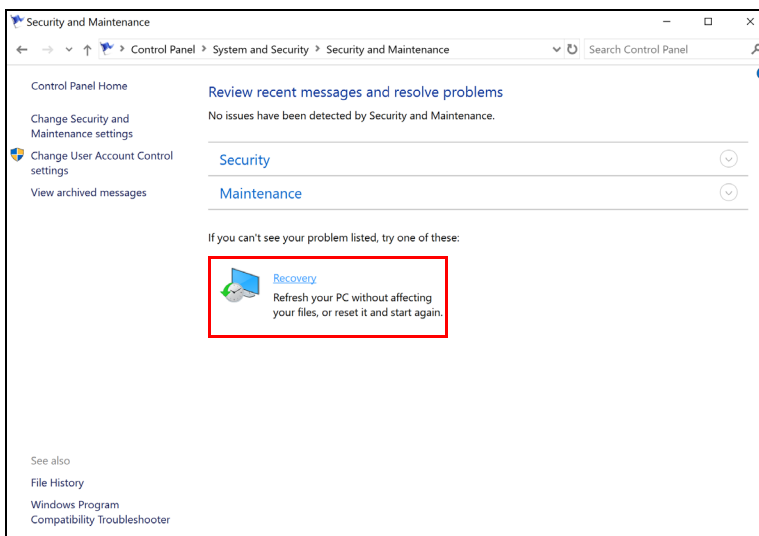 Security and Maintenance
Control Panel > System and Security > Security and Maintenance
Search Control Panel
Control Panel Home
Change Security and
Maintenance settings
Change User Account Control
settings
View archived messages
Review recent messages and resolve problems
No issues have been detected by Security and Maintenance.
Security
Maintenance
If you can't see your problem listed, try one of these:
Recovery
Refresh your PC without affecting
your files, or reset it and start again.
See also
File History
Windows Program
Compatibility Troubleshooter